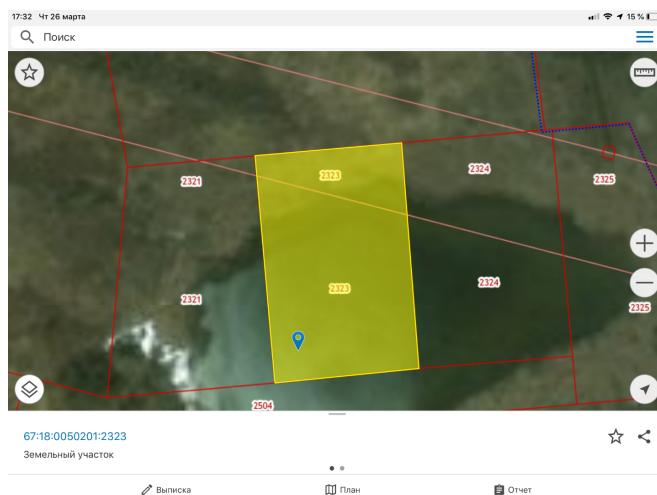 17:32 Чт 26 марта
15 %
Поиск
2321
2323
2324
2325
2321
2323
2324
2325
2504
67:18:0050201:2323
Земельный участок
Выписка
План
Отчет